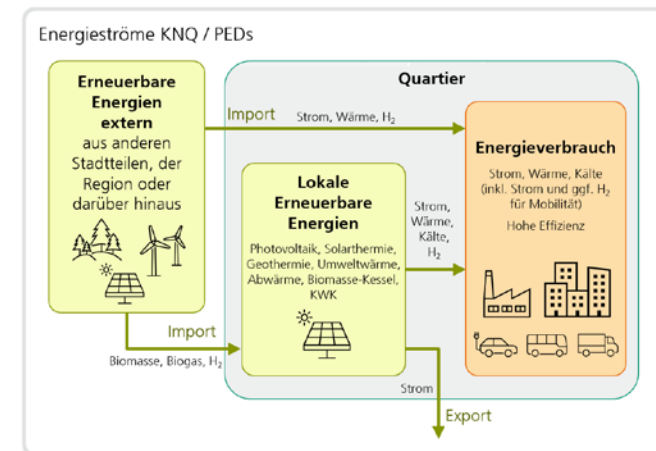 Energieströme KNQ / PEDs
Erneuerbare
Energien
extern
aus anderen
Stadtteilen, der
Region oder
darüber hinaus
Quartier
Import
Strom, Wärme, H₂
Lokale
Erneuerbare
Energien
Photovoltaik, Solarthermie,
Geothermie, Umweltwärme,
Abwärme, Biomasse-Kessel,
KWK
Strom,
Wärme,
Kälte,
H₂
Energieverbrauch
Strom, Wärme, Kälte
(inkl. Strom und ggf. H₂
für Mobilität)
Hohe Effizienz
Import
Biomasse, Biogas, H₂
Strom
Export